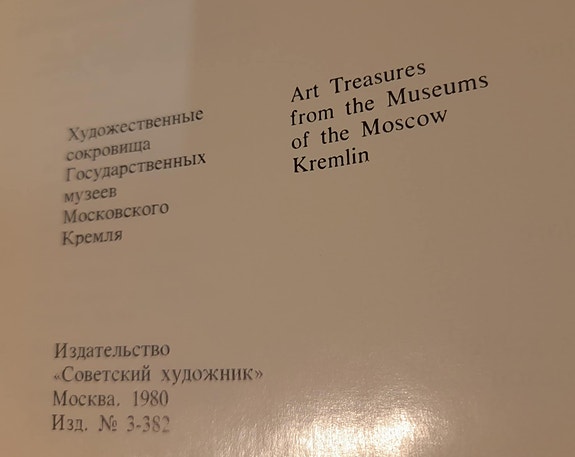 Художественные
сокровища
Государственных
музеев
Московского
Кремля
Art Treasures
from the Museums
of the Moscow
Kremlin
Издательство
«Советский художник»
Москва. 1980
Изд. № 3-382